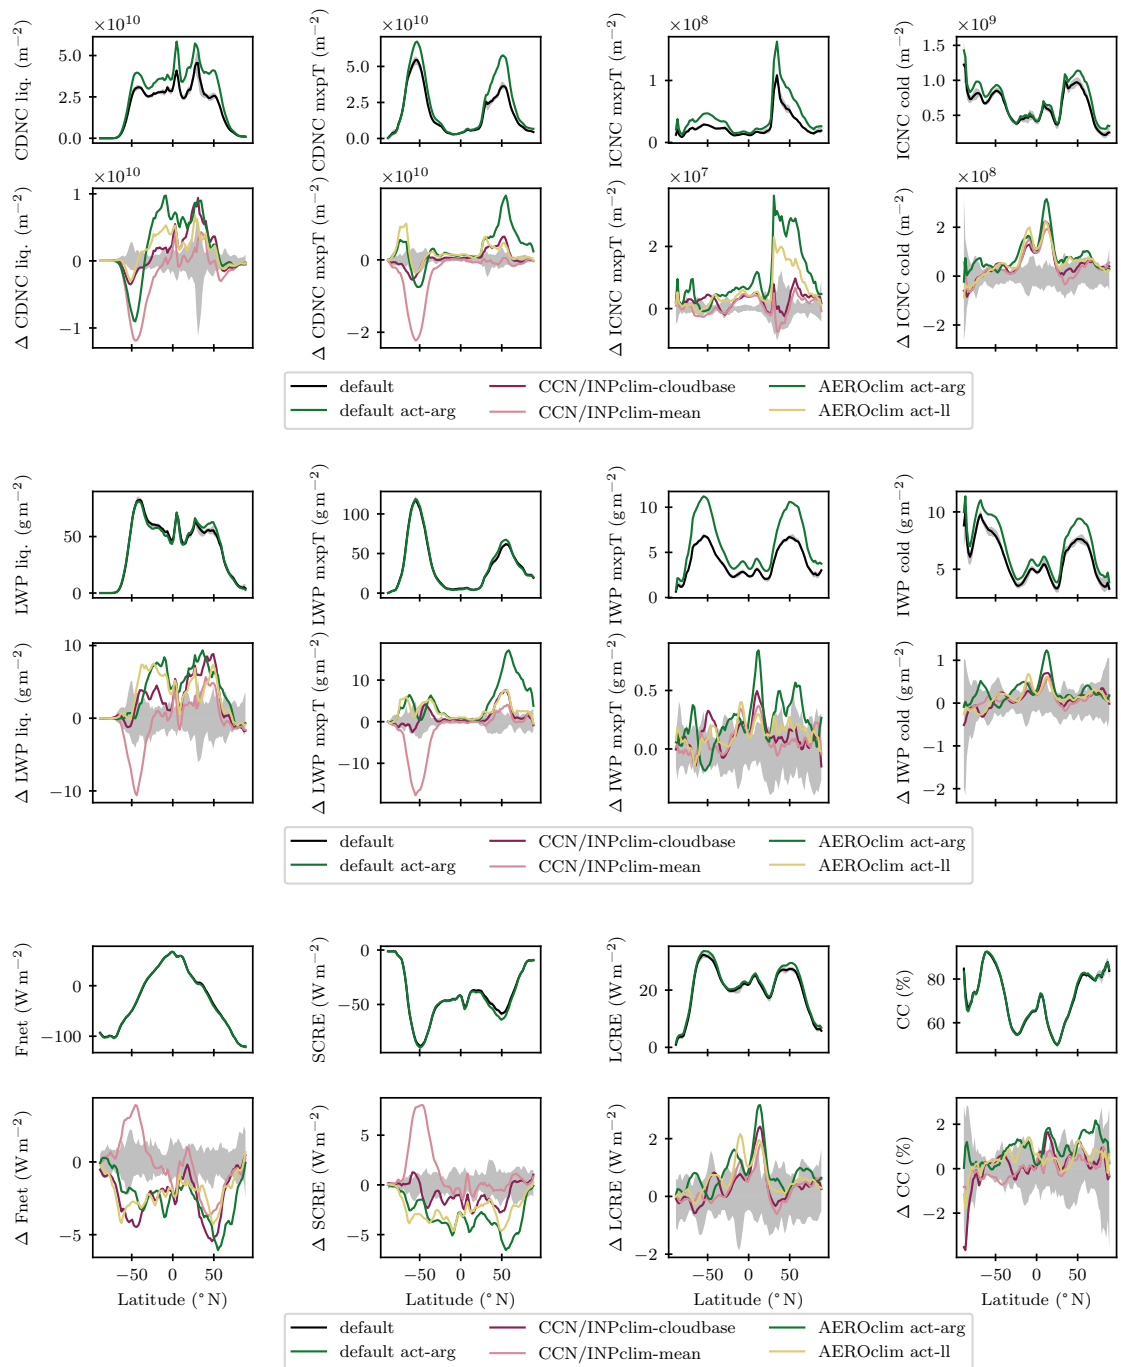 ×10¹⁰ ×10¹⁰ ×10⁸ ×10⁹
CDNC liq. (m⁻²)
5.0
2.5
0.0
CDNC mxpT (m⁻²)
5.0
2.5
0.0
ICNC mxpT (m⁻²)
1
0
ICNC cold (m⁻²)
1.5
1.0
0.5
×10¹⁰ ×10¹⁰ ×10⁷ ×10⁸
Δ CDNC liq. (m⁻²)
1
0
−1
Δ CDNC mxpT (m⁻²)
0
−2
Δ ICNC mxpT (m⁻²)
2
0
Δ ICNC cold (m⁻²)
2
0
−2
default CCN/INPclim-cloudbase AEROclim act-arg
default act-arg CCN/INPclim-mean AEROclim act-ll
LWP liq. (g m⁻²)
50
0
LWP mxpT (g m⁻²)
100
50
0
IWP mxpT (g m⁻²)
10
5
0
IWP cold (g m⁻²)
10
5
Δ LWP liq. (g m⁻²)
10
0
−10
Δ LWP mxpT (g m⁻²)
10
0
−10
Δ IWP mxpT (g m⁻²)
0.5
0.0
Δ IWP cold (g m⁻²)
1
0
−1
−2
default CCN/INPclim-cloudbase AEROclim act-arg
default act-arg CCN/INPclim-mean AEROclim act-ll
Fnet (W m⁻²)
0
−100
SCRE (W m⁻²)
0
−50
LCRE (W m⁻²)
20
0
CC (%)
80
60
Δ Fnet (W m⁻²)
0
−5
Δ SCRE (W m⁻²)
5
0
−5
Δ LCRE (W m⁻²)
2
0
−2
Δ CC (%)
2
0
−2
−50 0 50 −50 0 50 −50 0 50 −50 0 50
Latitude (°N) Latitude (°N) Latitude (°N) Latitude (°N)
default CCN/INPclim-cloudbase AEROclim act-arg
default act-arg CCN/INPclim-mean AEROclim act-ll